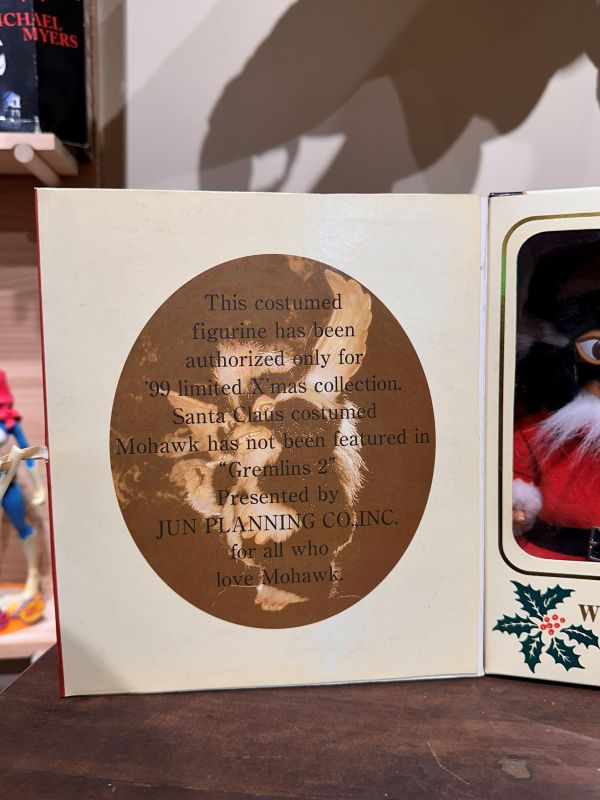 MICHAEL
MYERS
This costumed
figurine has been
authorized only for
'99 limited X'mas collection.
Santa Claus costumed
Mohawk has not been featured in
"Gremlins 2"
Presented by
JUN PLANNING CO.,INC.
for all who
love Mohawk.
W